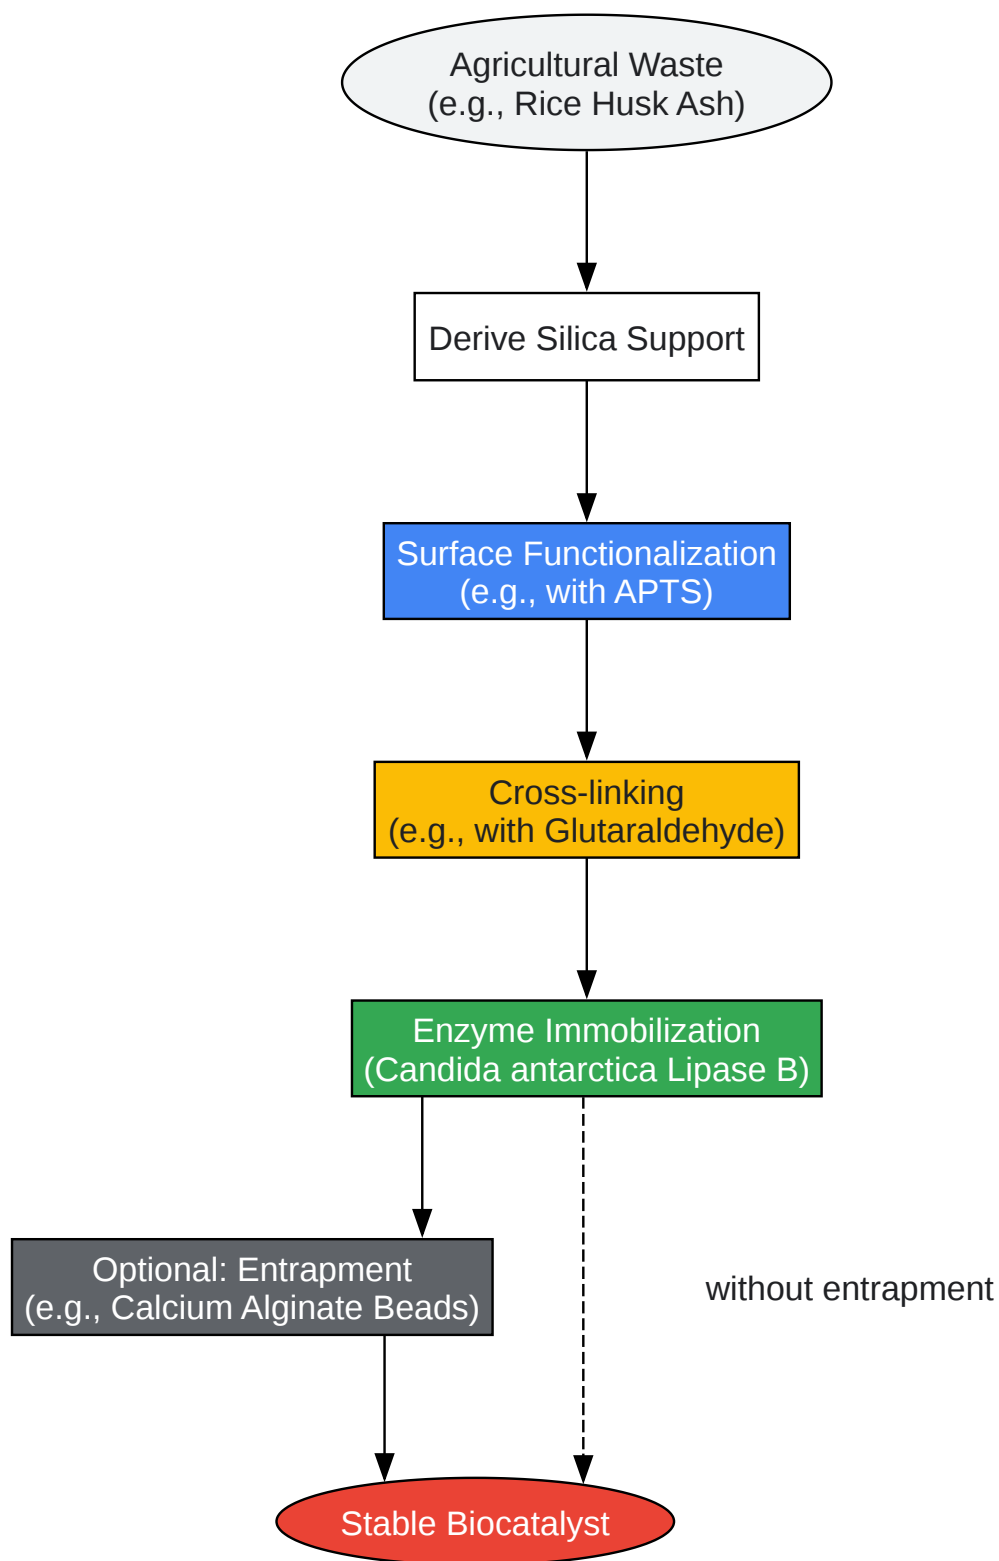 Agricultural Waste
(e.g., Rice Husk Ash)
Derive Silica Support
Surface Functionalization
(e.g., with APTS)
Cross-linking
(e.g., with Glutaraldehyde)
Enzyme Immobilization
(Candida antarctica Lipase B)
Optional: Entrapment
(e.g., Calcium Alginate Beads)
without entrapment
Stable Biocatalyst